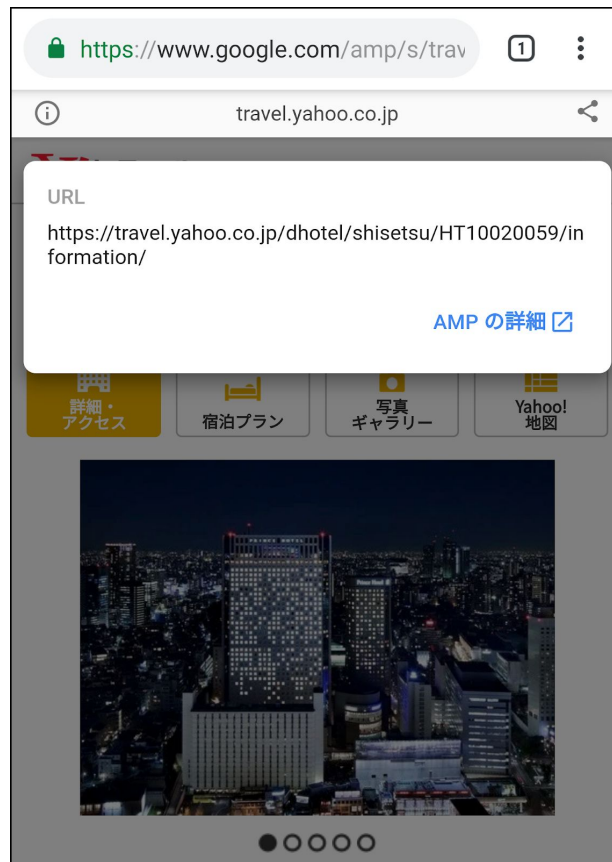 https://www.google.com/amp/s/trav
1
travel.yahoo.co.jp
URL
https://travel.yahoo.co.jp/dhotel/shisetsu/HT10020059/in
formation/
AMP の詳細
詳細・
アクセス
宿泊プラン
写真
ギャラリー
Yahoo!
地図
Prince Hotel